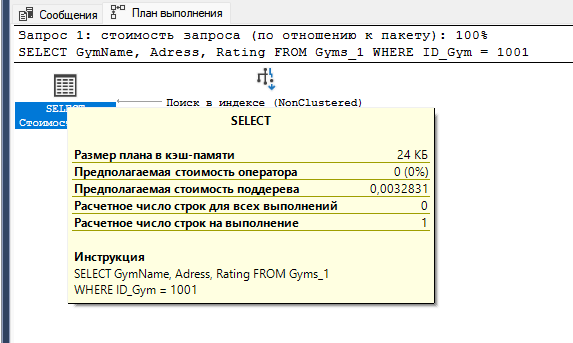 Сообщения
План выполнения
Запрос 1: стоимость запроса (по отношению к пакету): 100%
SELECT GymName, Adress, Rating FROM Gyms_1 WHERE ID_Gym = 1001
Поиск в индексе (NonClustered)
SELECT
Стоимость
SELECT
Размер плана в кэш-памяти 24 КБ
Предполагаемая стоимость оператора 0 (0%)
Предполагаемая стоимость поддерева 0,0032831
Расчетное число строк для всех выполнений 0
Расчетное число строк на выполнение 1
Инструкция
SELECT GymName, Adress, Rating FROM Gyms_1
WHERE ID_Gym = 1001